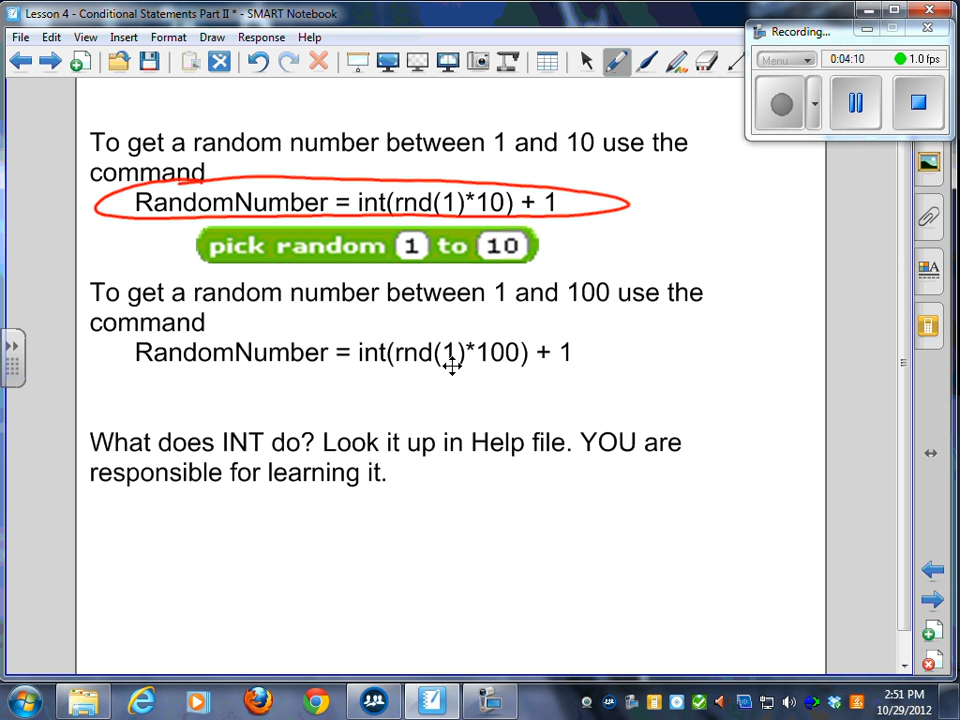 Lesson 4 - Conditional Statements Part II * - SMART Notebook
File Edit View Insert Format Draw Response Help
Recording...
Menu 0:04:10 1.0 fps
To get a random number between 1 and 10 use the
command
RandomNumber = int(rnd(1)*10) + 1
pick random 1 to 10
To get a random number between 1 and 100 use the
command
RandomNumber = int(rnd(1)*100) + 1
What does INT do? Look it up in Help file. YOU are
responsible for learning it.
2:51 PM
10/29/2012